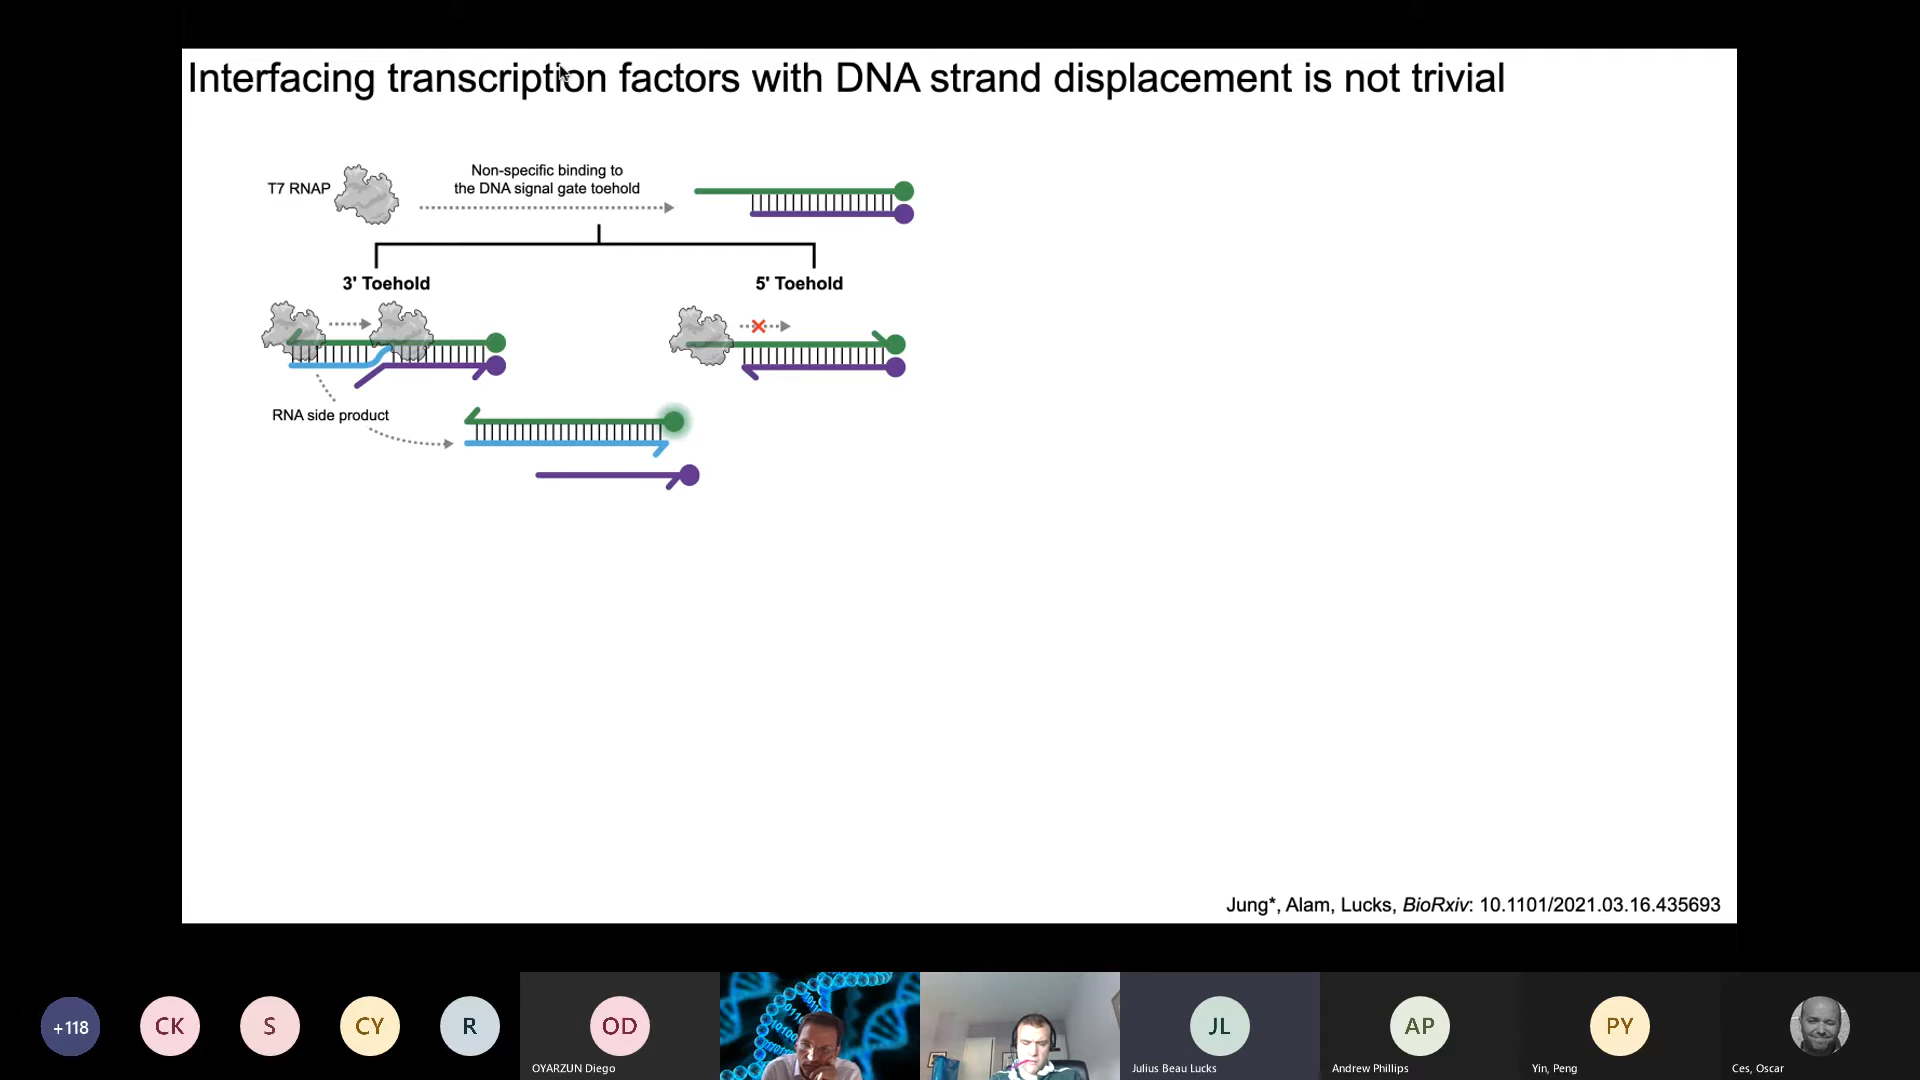 Interfacing transcription factors with DNA strand displacement is not trivial
T7 RNAP
Non-specific binding to
the DNA signal gate toehold
3' Toehold
5' Toehold
RNA side product
Jung*, Alam, Lucks, BioRxiv: 10.1101/2021.03.16.435693
+118
CK
S
CY
R
OD
OYARZUN Diego
JL
Julius Beau Lucks
AP
Andrew Phillips
PY
Yin, Peng
Ces, Oscar